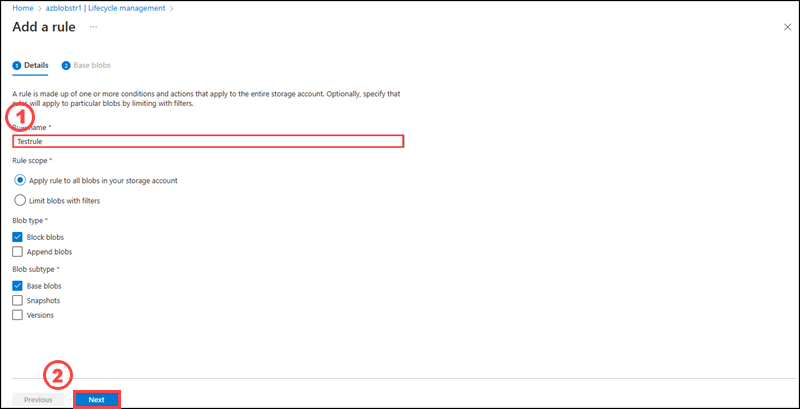 Home > azblobstr1 | Lifecycle management >
Add a rule ...
1 Details 2 Base blobs
A rule is made up of one or more conditions and actions that apply to the entire storage account. Optionally, specify that
will apply to particular blobs by limiting with filters.
1
name *
Testrule
Rule scope *
Apply rule to all blobs in your storage account
Limit blobs with filters
Blob type *
Block blobs
Append blobs
Blob subtype *
Base blobs
Snapshots
Versions
2
Previous Next